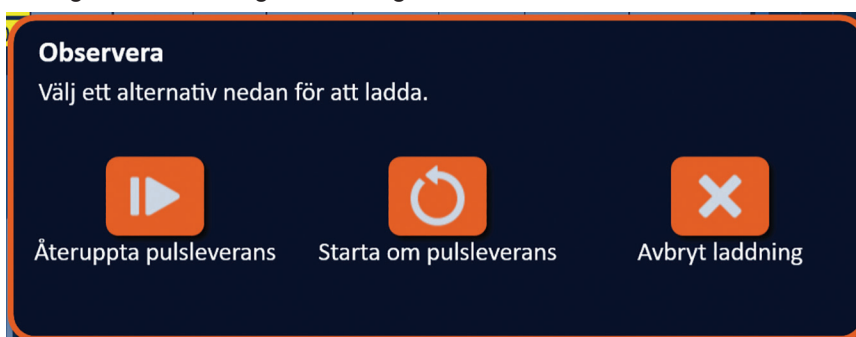 Observera
Välj ett alternativ nedan för att ladda.
Återuppta pulsleverans
Starta om pulsleverans
Avbryt laddning